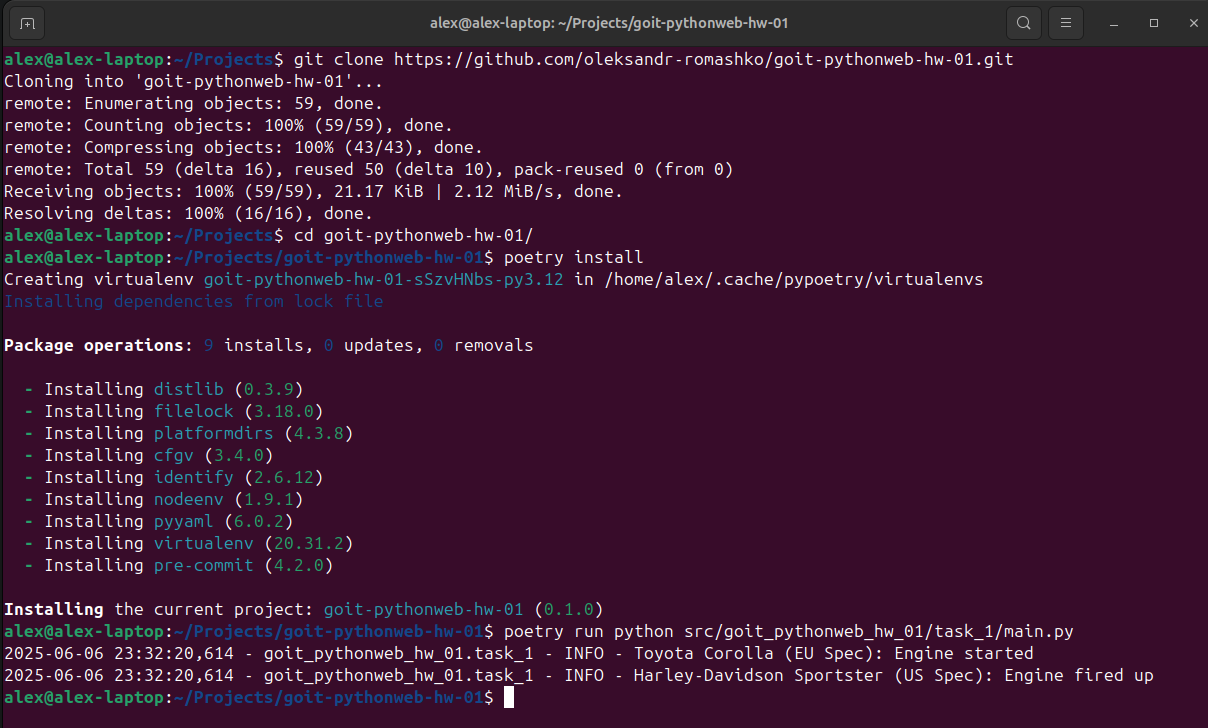 alex@alex-laptop: ~/Projects/goit-pythonweb-hw-01
alex@alex-laptop:~/Projects$ git clone https://github.com/oleksandr-romashko/goit-pythonweb-hw-01.git
Cloning into 'goit-pythonweb-hw-01'...
remote: Enumerating objects: 59, done.
remote: Counting objects: 100% (59/59), done.
remote: Compressing objects: 100% (43/43), done.
remote: Total 59 (delta 16), reused 50 (delta 10), pack-reused 0 (from 0)
Receiving objects: 100% (59/59), 21.17 KiB | 2.12 MiB/s, done.
Resolving deltas: 100% (16/16), done.
alex@alex-laptop:~/Projects$ cd goit-pythonweb-hw-01/
alex@alex-laptop:~/Projects/goit-pythonweb-hw-01$ poetry install
Creating virtualenv goit-pythonweb-hw-01-sSzvHNbs-py3.12 in /home/alex/.cache/pypoetry/virtualenvs
Installing dependencies from lock file
Package operations: 9 installs, 0 updates, 0 removals
- Installing distlib (0.3.9)
- Installing filelock (3.18.0)
- Installing platformdirs (4.3.8)
- Installing cfgv (3.4.0)
- Installing identify (2.6.12)
- Installing nodeenv (1.9.1)
- Installing pyyaml (6.0.2)
- Installing virtualenv (20.31.2)
- Installing pre-commit (4.2.0)
Installing the current project: goit-pythonweb-hw-01 (0.1.0)
alex@alex-laptop:~/Projects/goit-pythonweb-hw-01$ poetry run python src/goit_pythonweb_hw_01/task_1/main.py
2025-06-06 23:32:20,614 - goit_pythonweb_hw_01.task_1 - INFO - Toyota Corolla (EU Spec): Engine started
2025-06-06 23:32:20,614 - goit_pythonweb_hw_01.task_1 - INFO - Harley-Davidson Sportster (US Spec): Engine fired up
alex@alex-laptop:~/Projects/goit-pythonweb-hw-01$